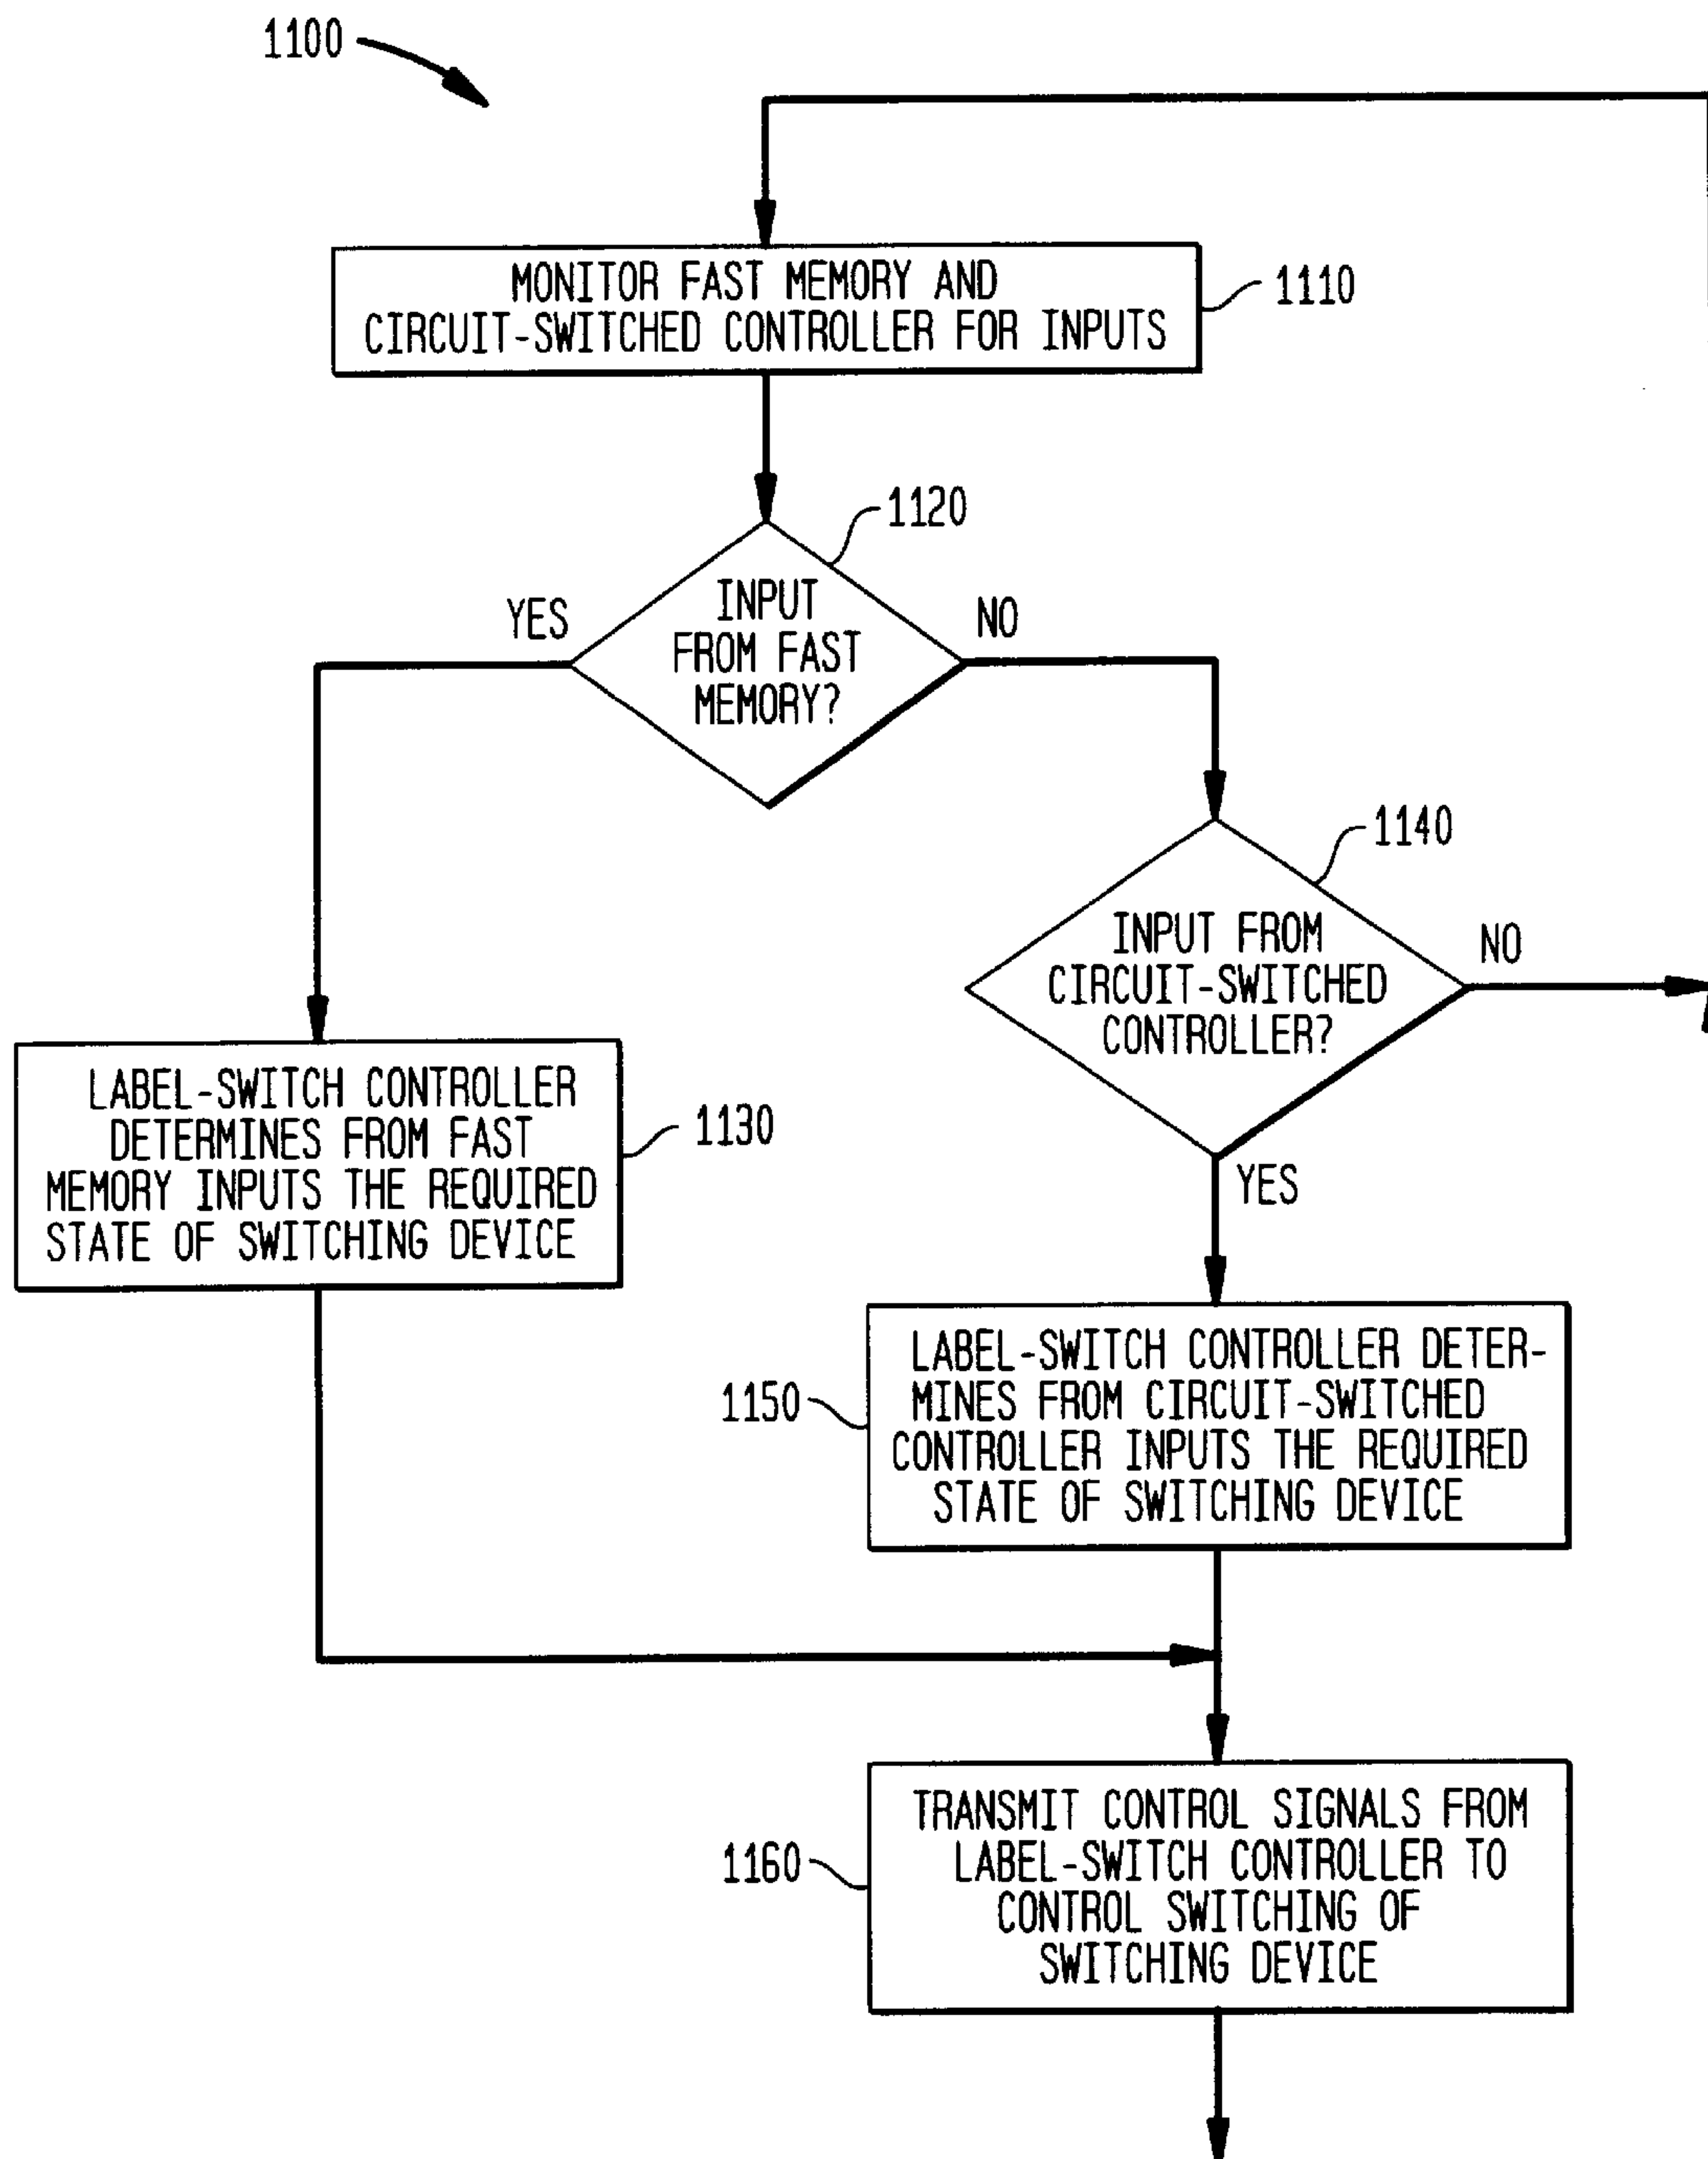 1100
MONITOR FAST MEMORY AND
CIRCUIT-SWITCHED CONTROLLER FOR INPUTS
1110
1120
INPUT
FROM FAST
MEMORY?
YES
NO
1140
INPUT FROM
CIRCUIT-SWITCHED
CONTROLLER?
NO
YES
LABEL-SWITCH CONTROLLER
DETERMINES FROM FAST
MEMORY INPUTS THE REQUIRED
STATE OF SWITCHING DEVICE
1130
LABEL-SWITCH CONTROLLER DETER-
MINES FROM CIRCUIT-SWITCHED
CONTROLLER INPUTS THE REQUIRED
STATE OF SWITCHING DEVICE
1150
TRANSMIT CONTROL SIGNALS FROM
LABEL-SWITCH CONTROLLER TO
CONTROL SWITCHING OF
SWITCHING DEVICE
1160